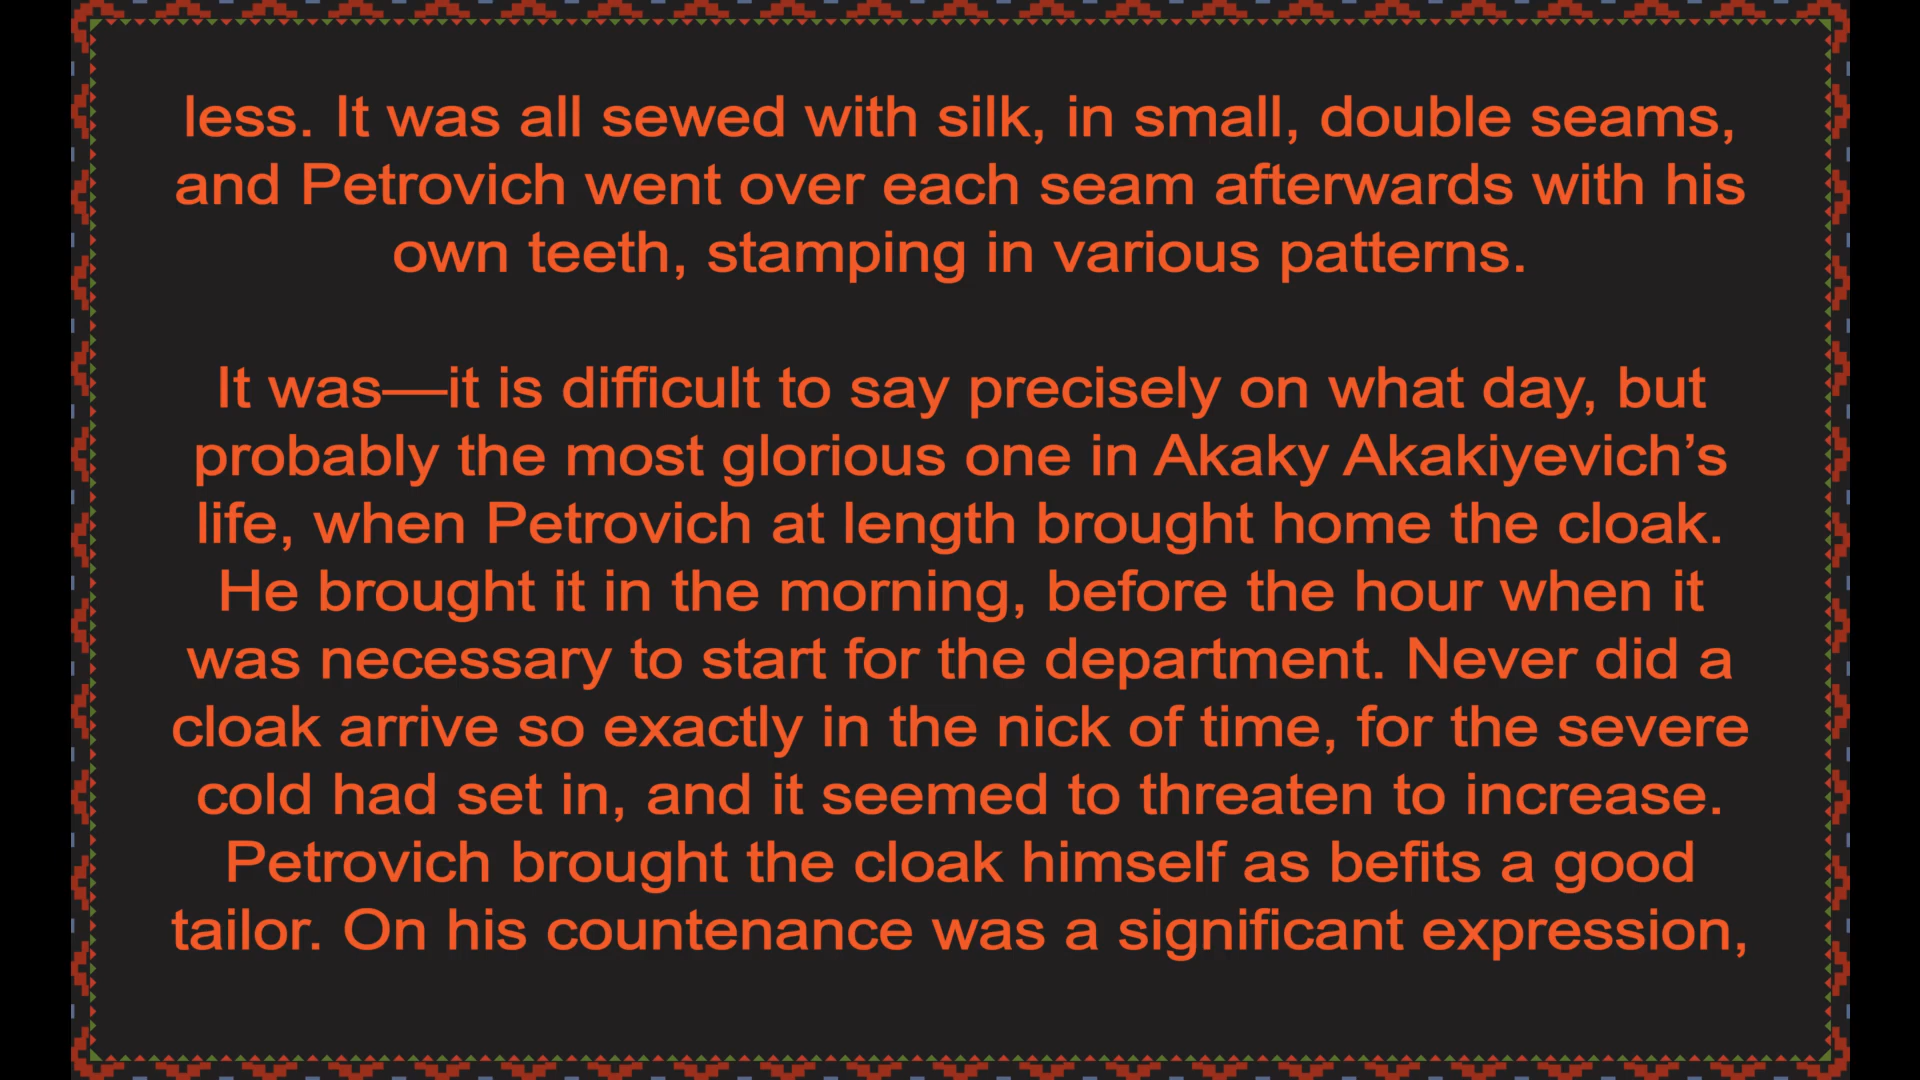 less. It was all sewed with silk, in small, double seams,
and Petrovich went over each seam afterwards with his
own teeth, stamping in various patterns.
It was—it is difficult to say precisely on what day, but
probably the most glorious one in Akaky Akakiyevich’s
life, when Petrovich at length brought home the cloak.
He brought it in the morning, before the hour when it
was necessary to start for the department. Never did a
cloak arrive so exactly in the nick of time, for the severe
cold had set in, and it seemed to threaten to increase.
Petrovich brought the cloak himself as befits a good
tailor. On his countenance was a significant expression,